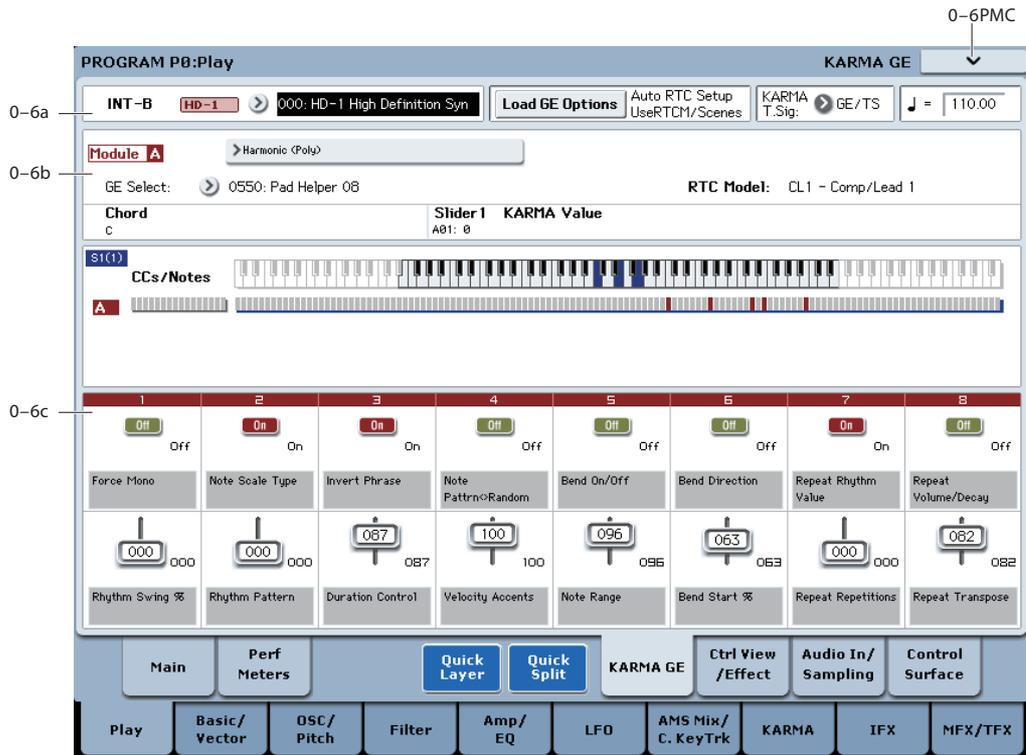 0–6PMC
PROGRAM P0:Play
KARMA GE
0–6a
INT-B
HD-1
000: HD-1 High Definition Syn
Load GE Options
Auto RTC Setup
UseRTCM/Scenes
KARMA
T.Sig:
GE/TS
♩ = 110.00
0–6b
Module A
Harmonic (Poly)
GE Select:
0550: Pad Helper 08
RTC Model: CL1 - Comp/Lead 1
Chord
C
Slider1 KARMA Value
A01: 0
S1(1)
CCs/Notes
A
0–6c
1 2 3 4 5 6 7 8
Off On On Off Off Off On Off
Off On On Off Off Off On Off
Force Mono
Note Scale Type
Invert Phrase
Note
Pattrn<>Random
Bend On/Off
Bend Direction
Repeat Rhythm
Value
Repeat
Volume/Decay
000 000 087 100 096 063 000 082
000 000 087 100 096 063 000 082
Rhythm Swing %
Rhythm Pattern
Duration Control
Velocity Accents
Note Range
Bend Start %
Repeat Repetitions
Repeat Transpose
Main
Perf
Meters
Quick
Layer
Quick
Split
KARMA GE
Ctrl View
/Effect
Audio In/
Sampling
Control
Surface
Play
Basic/
Vector
OSC/
Pitch
Filter
Amp/
EQ
LFO
AMS Mix/
C. KeyTrk
KARMA
IFX
MFX/TFX